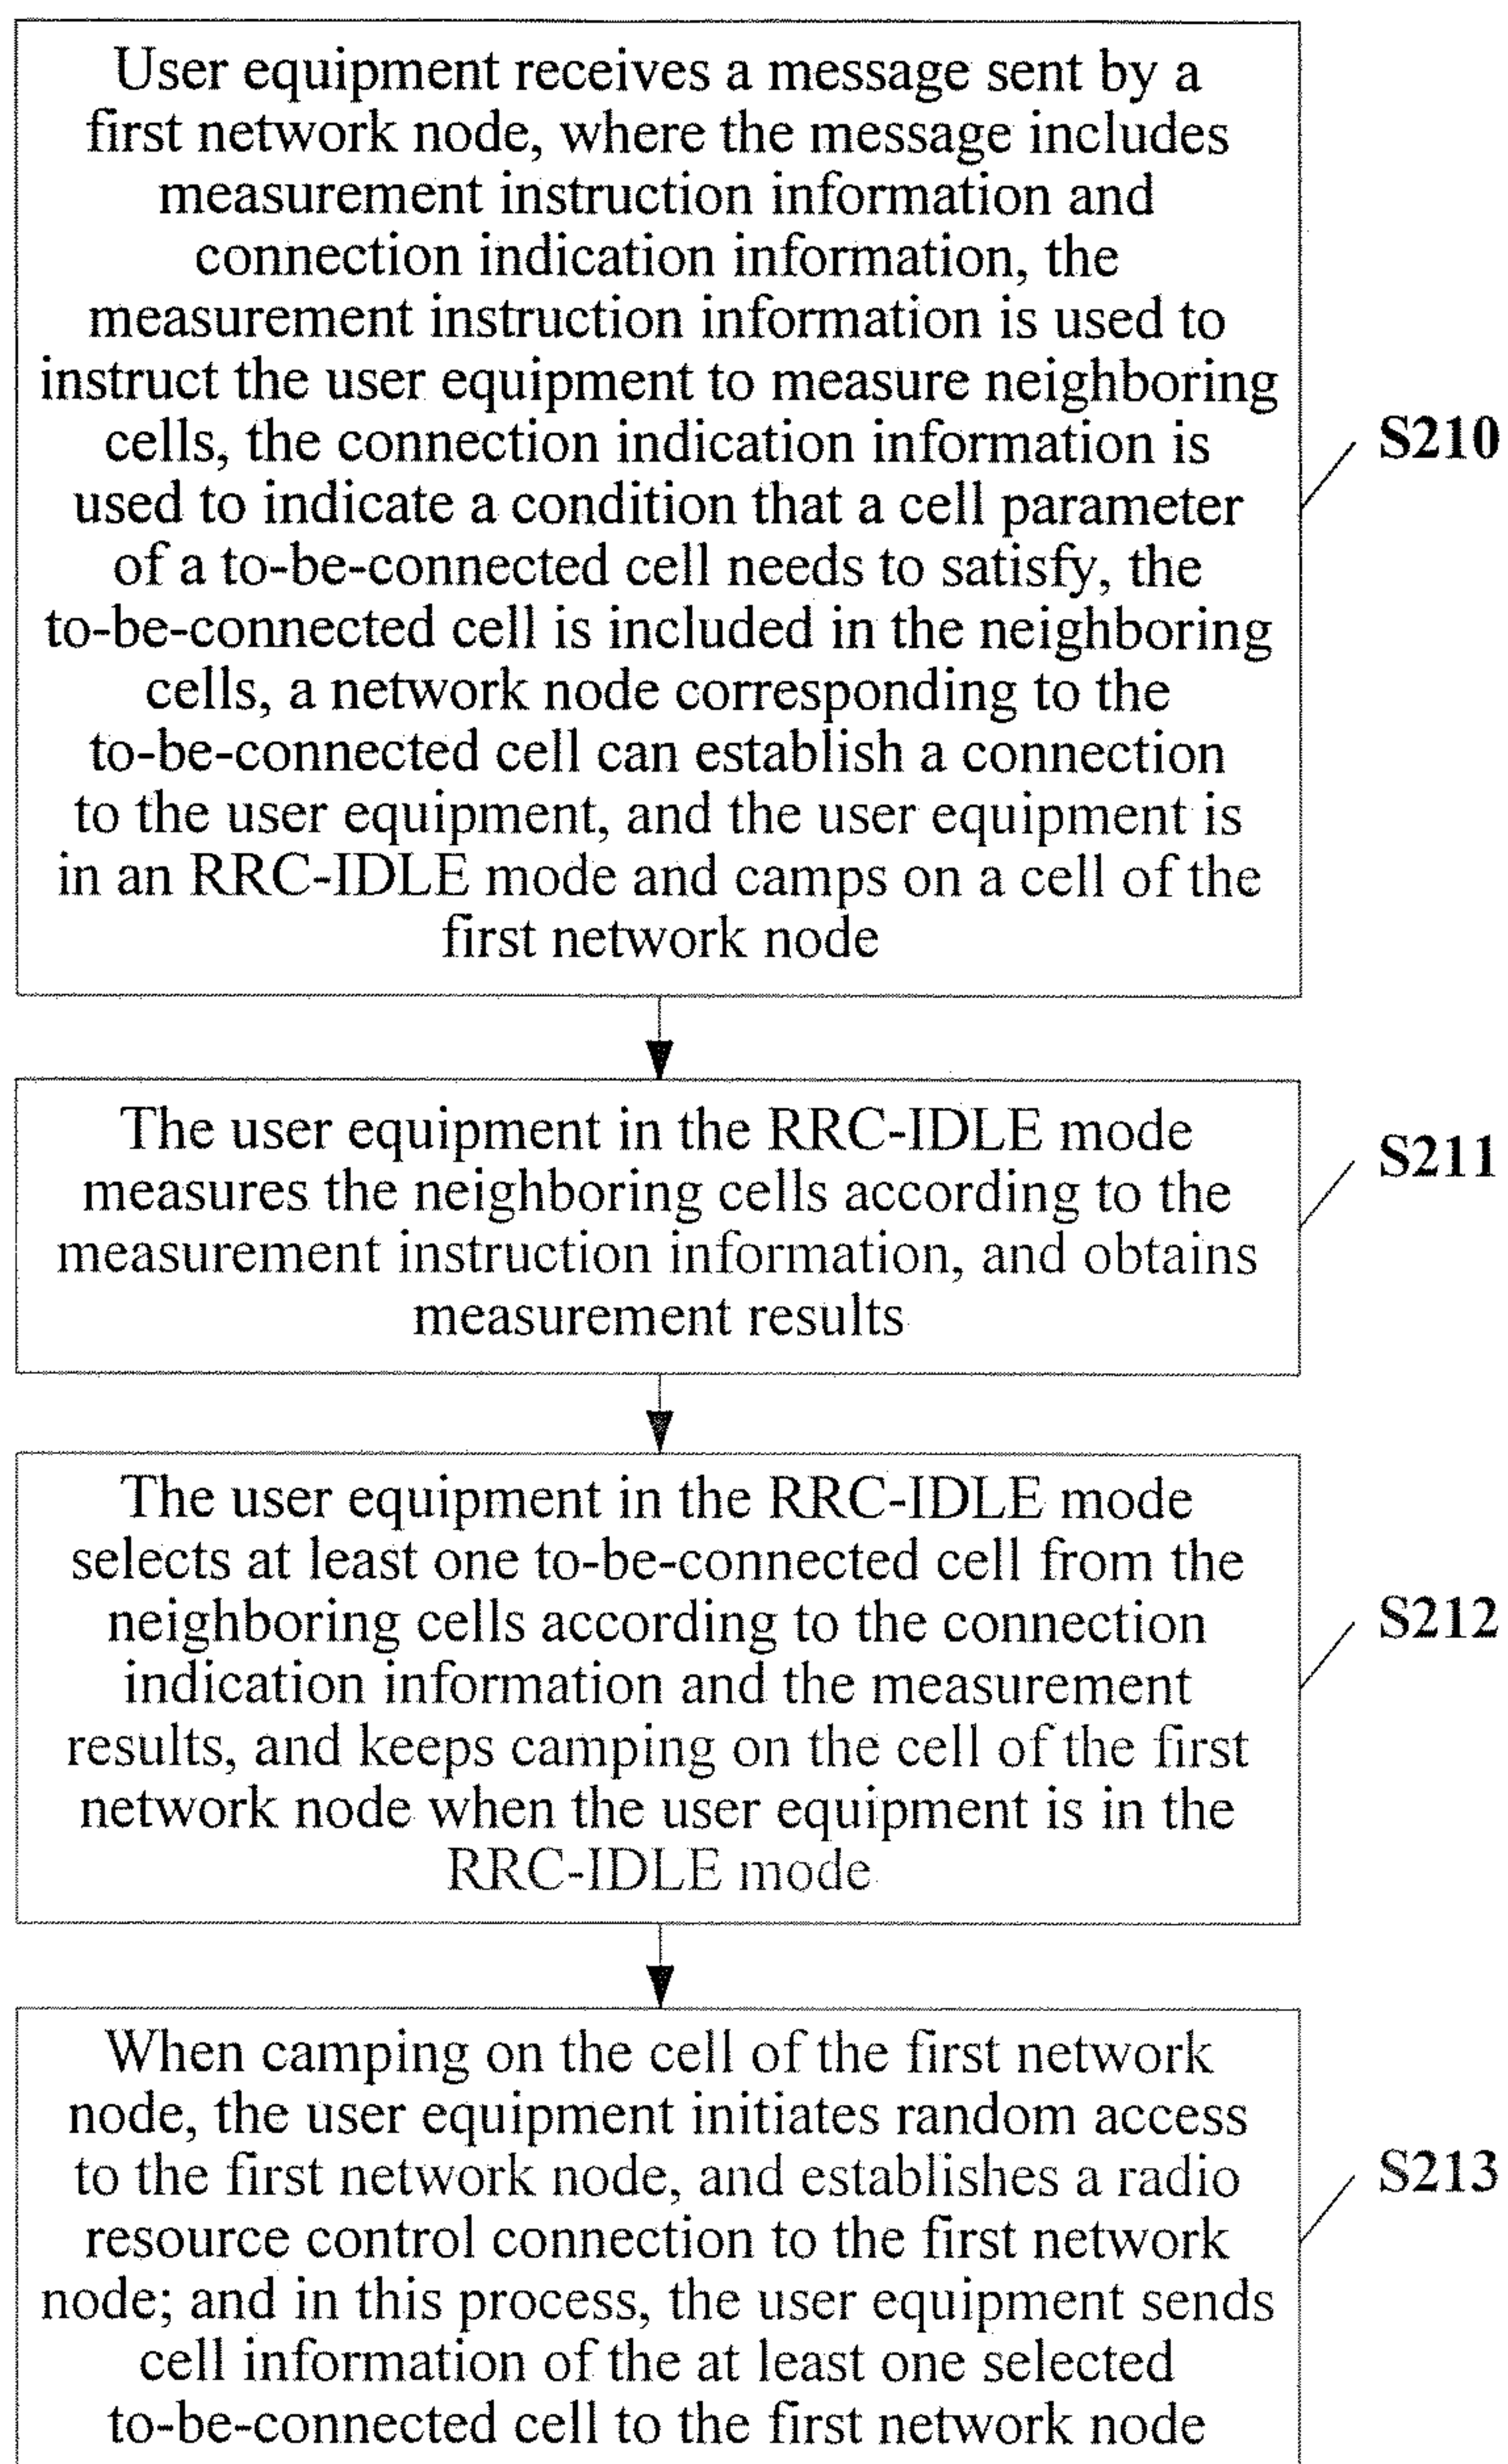 User equipment receives a message sent by a
first network node, where the message includes
measurement instruction information and
connection indication information, the
measurement instruction information is used to
instruct the user equipment to measure neighboring
cells, the connection indication information is
used to indicate a condition that a cell parameter
of a to-be-connected cell needs to satisfy, the
to-be-connected cell is included in the neighboring
cells, a network node corresponding to the
to-be-connected cell can establish a connection
to the user equipment, and the user equipment is
in an RRC-IDLE mode and camps on a cell of the
first network node
S210
The user equipment in the RRC-IDLE mode
measures the neighboring cells according to the
measurement instruction information, and obtains
measurement results
S211
The user equipment in the RRC-IDLE mode
selects at least one to-be-connected cell from the
neighboring cells according to the connection
indication information and the measurement
results, and keeps camping on the cell of the first
network node when the user equipment is in the
RRC-IDLE mode
S212
When camping on the cell of the first network
node, the user equipment initiates random access
to the first network node, and establishes a radio
resource control connection to the first network
node; and in this process, the user equipment sends
cell information of the at least one selected
to-be-connected cell to the first network node
S213